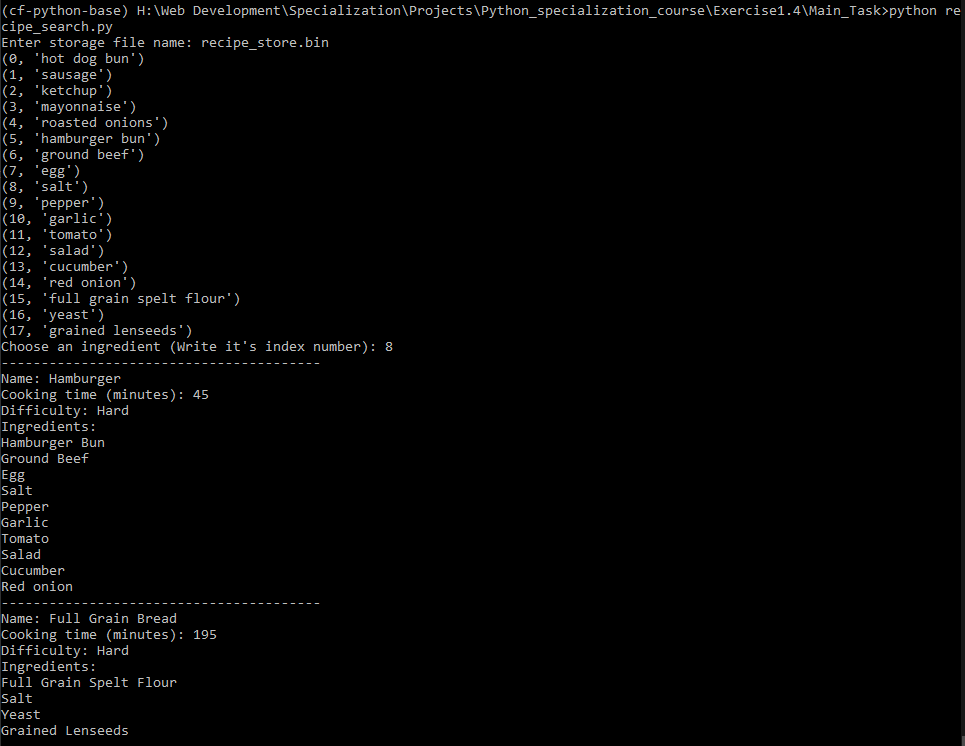 (cf-python-base) H:\Web Development\Specialization\Projects\Python_specialization_course\Exercise1.4\Main_Task>python re
cipe_search.py
Enter storage file name: recipe_store.bin
(0, 'hot dog bun')
(1, 'sausage')
(2, 'ketchup')
(3, 'mayonnaise')
(4, 'roasted onions')
(5, 'hamburger bun')
(6, 'ground beef')
(7, 'egg')
(8, 'salt')
(9, 'pepper')
(10, 'garlic')
(11, 'tomato')
(12, 'salad')
(13, 'cucumber')
(14, 'red onion')
(15, 'full grain spelt flour')
(16, 'yeast')
(17, 'grained lenseeds')
Choose an ingredient (Write it's index number): 8
----------------------------------------
Name: Hamburger
Cooking time (minutes): 45
Difficulty: Hard
Ingredients:
Hamburger Bun
Ground Beef
Egg
Salt
Pepper
Garlic
Tomato
Salad
Cucumber
Red onion
----------------------------------------
Name: Full Grain Bread
Cooking time (minutes): 195
Difficulty: Hard
Ingredients:
Full Grain Spelt Flour
Salt
Yeast
Grained Lenseeds